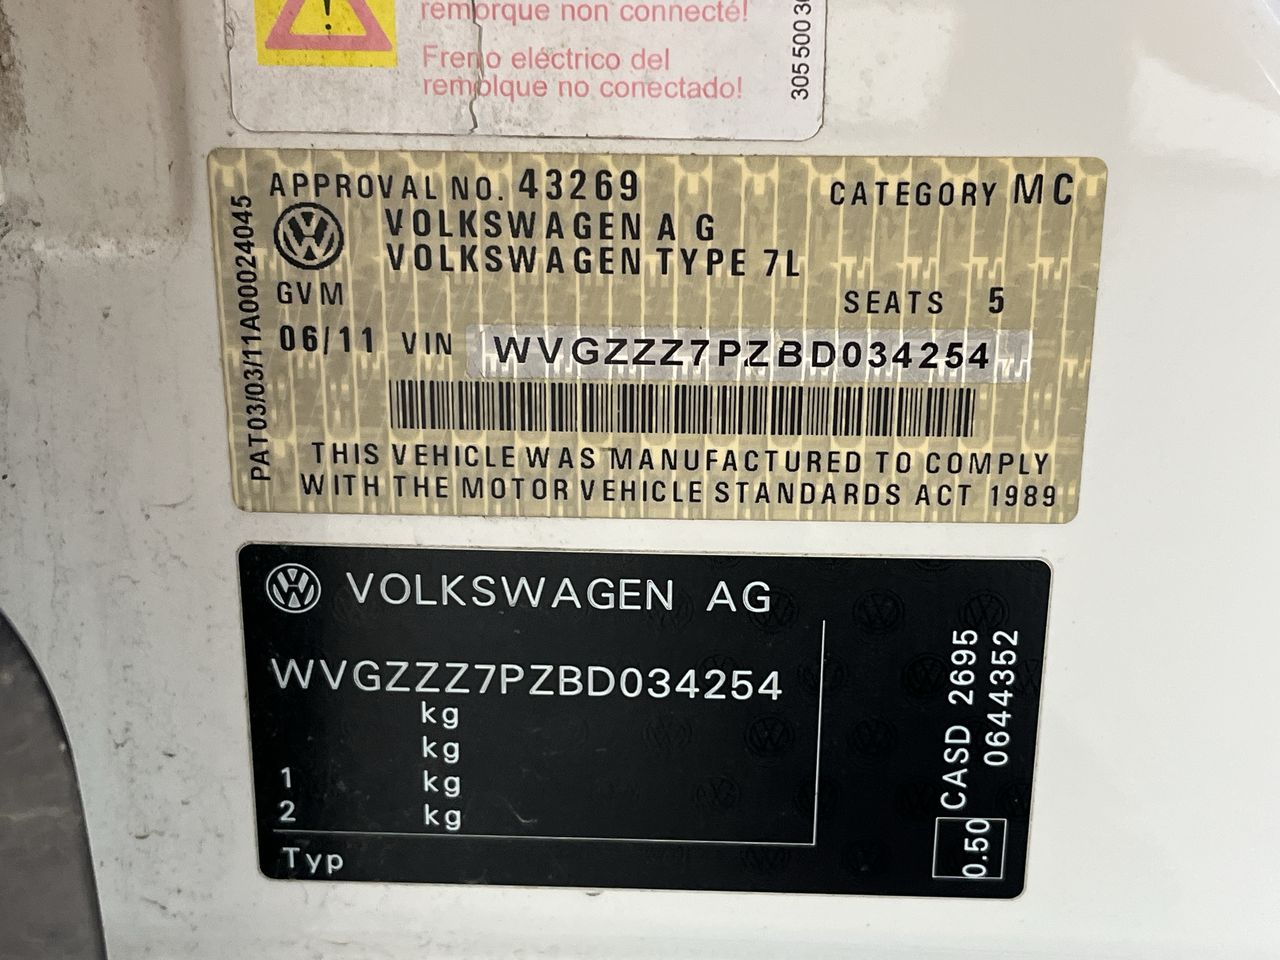 remorque non connecté!
Freno eléctrico del
remolque no conectado!
305 500 3
APPROVAL NO. 43269
CATEGORY MC
VOLKSWAGEN AG
VOLKSWAGEN TYPE 7L
GVM
SEATS 5
06/11 VIN WVGZZZ7PZBD034254
THIS VEHICLE WAS MANUFACTURED TO COMPLY
WITH THE MOTOR VEHICLE STANDARDS ACT 1989
PAT03/03/11A00024045
VOLKSWAGEN AG
WVGZZZ7PZBD034254
kg
kg
1 kg
2 kg
Typ
CASD 2695
0644352
0.50